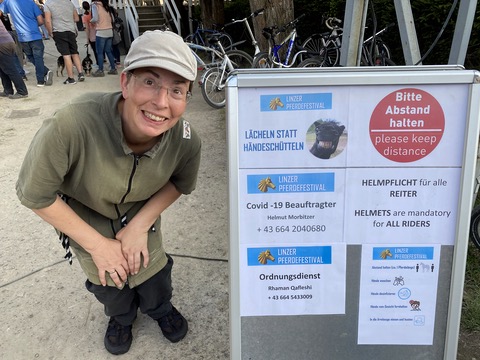 LINZER
PFERDEFESTIVAL
LÄCHELN STATT
HÄNDESCHÜTTELN
Bitte
Abstand
halten
please keep
distance
LINZER
PFERDEFESTIVAL
Covid -19 Beauftragter
Helmut Morbitzer
+ 43 664 2040680
HELMPFLICHT für alle
REITER
HELMETS are mandatory
for ALL RIDERS
LINZER
PFERDEFESTIVAL
Ordnungsdienst
Rhaman Qafleshi
+ 43 664 5433009
LINZER
PFERDEFESTIVAL
Abstand halten